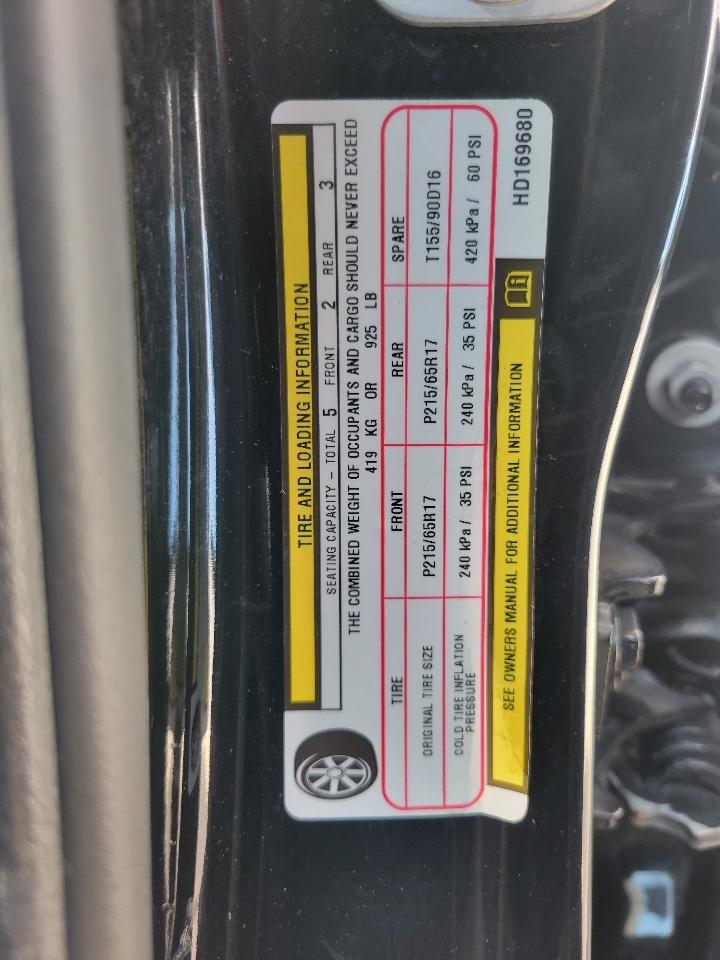 TIRE AND LOADING INFORMATION
SEATING CAPACITY - TOTAL 5 FRONT 2 REAR 3
THE COMBINED WEIGHT OF OCCUPANTS AND CARGO SHOULD NEVER EXCEED
419 KG OR 925 LB
TIRE FRONT REAR SPARE
ORIGINAL TIRE SIZE P215/65R17 P215/65R17 T155/90D16
COLD TIRE INFLATION PRESSURE 240 kPa / 35 PSI 240 kPa / 35 PSI 420 kPa / 60 PSI
SEE OWNERS MANUAL FOR ADDITIONAL INFORMATION
HD169680